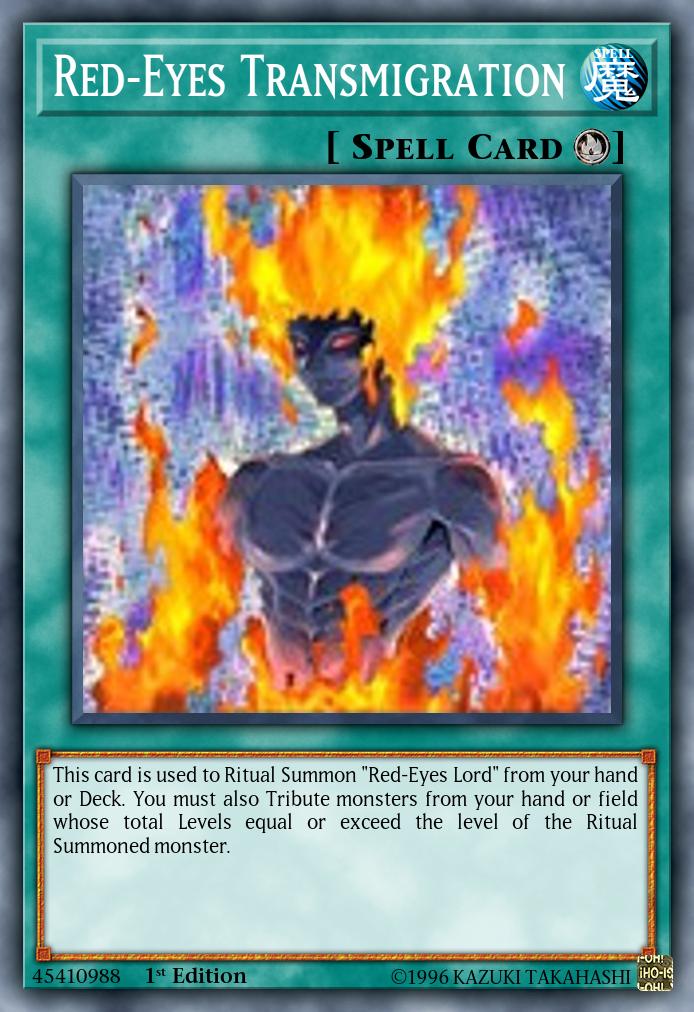 RED-EYES TRANSMIGRATION
SPELL
魔
[ SPELL CARD ]
This card is used to Ritual Summon "Red-Eyes Lord" from your hand
or Deck. You must also Tribute monsters from your hand or field
whose total Levels equal or exceed the level of the Ritual
Summoned monster.
45410988 1st Edition ©1996 KAZUKI TAKAHASHI